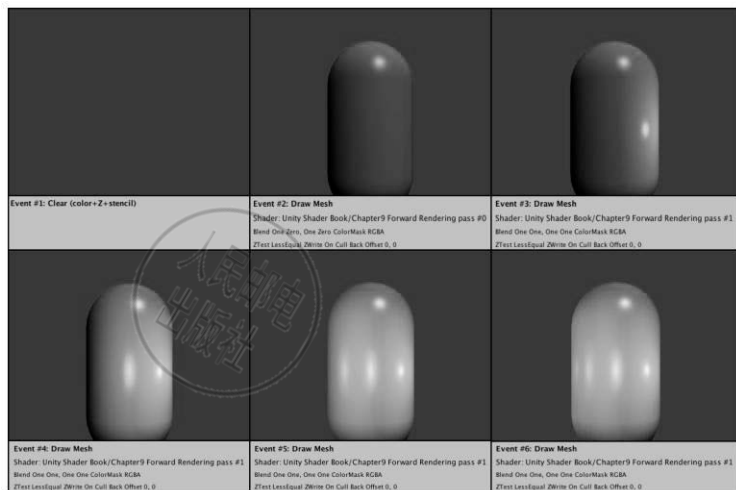 Event #1: Clear (color+Z+stencil)
Event #2: Draw Mesh
Shader: Unity Shader Book/Chapter9 Forward Rendering pass #0
Blend One Zero, One Zero ColorMask RGBA
ZTest LessEqual ZWrite On Cull Back Offset 0, 0
Event #3: Draw Mesh
Shader: Unity Shader Book/Chapter9 Forward Rendering pass #1
Blend One One, One One ColorMask RGBA
ZTest LessEqual ZWrite On Cull Back Offset 0, 0
人民邮电
出版社
Event #4: Draw Mesh
Shader: Unity Shader Book/Chapter9 Forward Rendering pass #1
Blend One One, One One ColorMask RGBA
ZTest LessEqual ZWrite On Cull Back Offset 0, 0
Event #5: Draw Mesh
Shader: Unity Shader Book/Chapter9 Forward Rendering pass #1
Blend One One, One One ColorMask RGBA
ZTest LessEqual ZWrite On Cull Back Offset 0, 0
Event #6: Draw Mesh
Shader: Unity Shader Book/Chapter9 Forward Rendering pass #1
Blend One One, One One ColorMask RGBA
ZTest LessEqual ZWrite On Cull Back Offset 0, 0